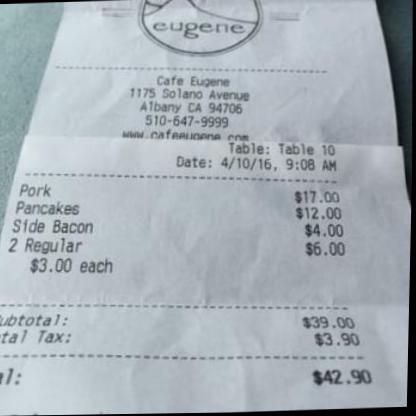 eugene
Cafe Eugene
1175 Solano Avenue
Albany CA 94706
510-647-9999
www.cafeeugene.com
Table: Table 10
Date: 4/10/16, 9:08 AM
Pork $17.00
Pancakes $12.00
Side Bacon $4.00
2 Regular $6.00
$3.00 each
ubtotal: $39.00
tal Tax: $3.90
al: $42.90